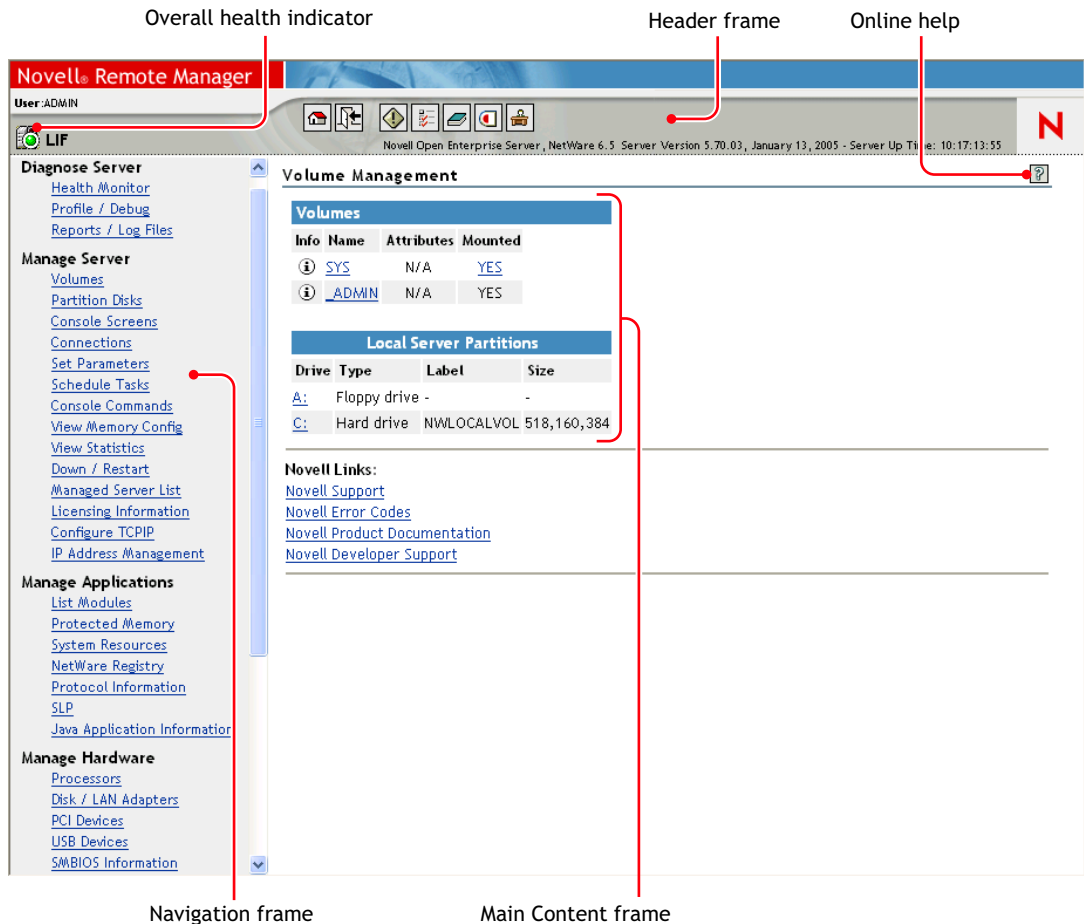 Overall health indicator
Header frame
Online help
Novell® Remote Manager
User:ADMIN
LIF
Novell Open Enterprise Server, NetWare 6.5 Server Version 5.70.03, January 13, 2005 - Server Up Time: 10:17:13:55
N
Diagnose Server
Health Monitor
Profile / Debug
Reports / Log Files
Manage Server
Volumes
Partition Disks
Console Screens
Connections
Set Parameters
Schedule Tasks
Console Commands
View Memory Config
View Statistics
Down / Restart
Managed Server List
Licensing Information
Configure TCPIP
IP Address Management
Manage Applications
List Modules
Protected Memory
System Resources
NetWare Registry
Protocol Information
SLP
Java Application Information
Manage Hardware
Processors
Disk / LAN Adapters
PCI Devices
USB Devices
SMBIOS Information
Volume Management
?
Volumes
Info Name Attributes Mounted
i SYS N/A YES
i _ADMIN N/A YES
Local Server Partitions
Drive Type Label Size
A: Floppy drive - -
C: Hard drive NWLOCALVOL 518,160,384
Novell Links:
Novell Support
Novell Error Codes
Novell Product Documentation
Novell Developer Support
Navigation frame
Main Content frame